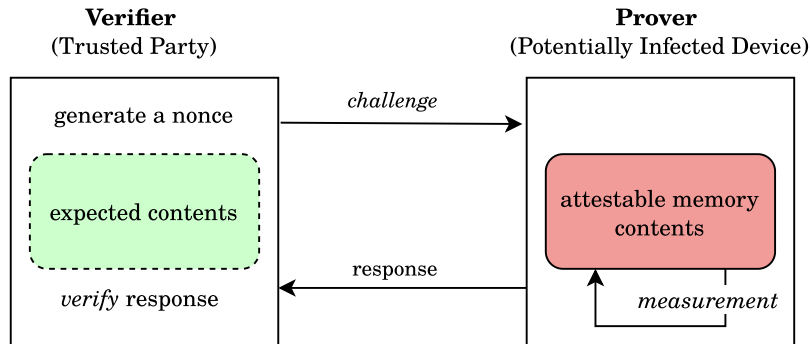 Verifier
(Trusted Party)
Prover
(Potentially Infected Device)
generate a nonce
challenge
expected contents
attestable memory
contents
response
verify response
measurement